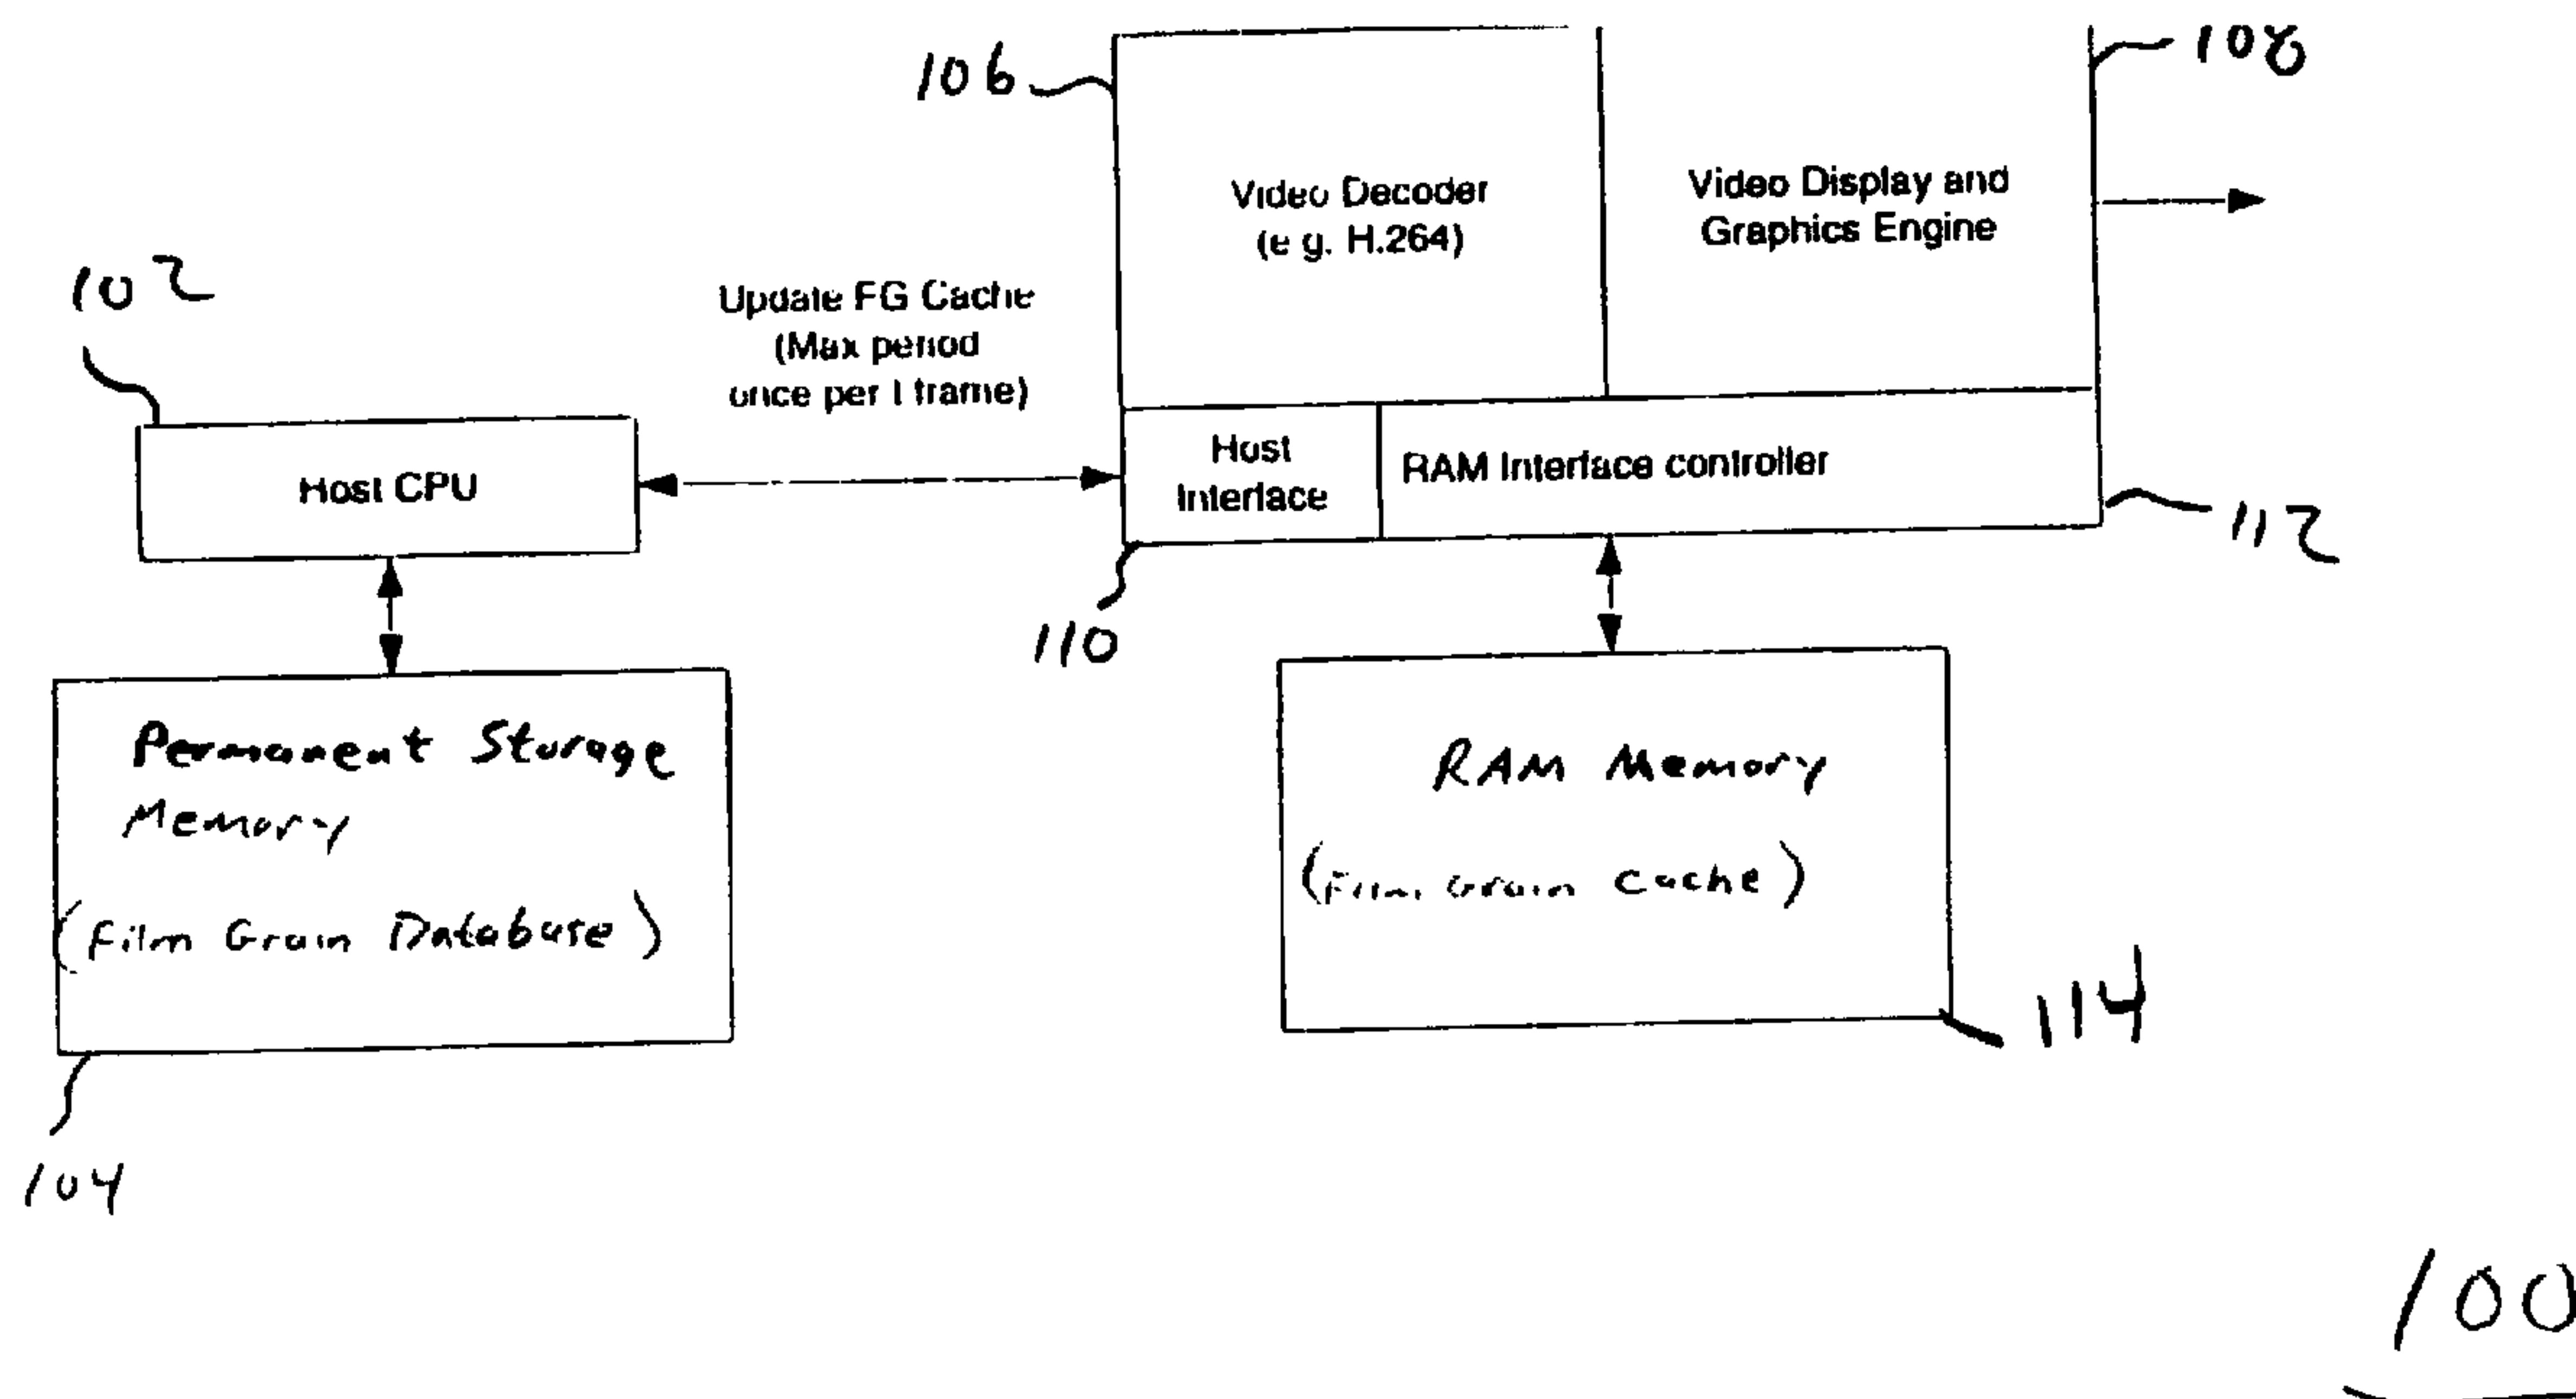 106
108
Video Decoder
(e.g. H.264)
Video Display and
Graphics Engine
102
Update FG Cache
(Max period
once per I frame)
Host CPU
Host
Interface
RAM Interface controller
112
110
Permanent Storage
Memory
(Film Grain Database)
RAM Memory
(Film Grain Cache)
114
104
100